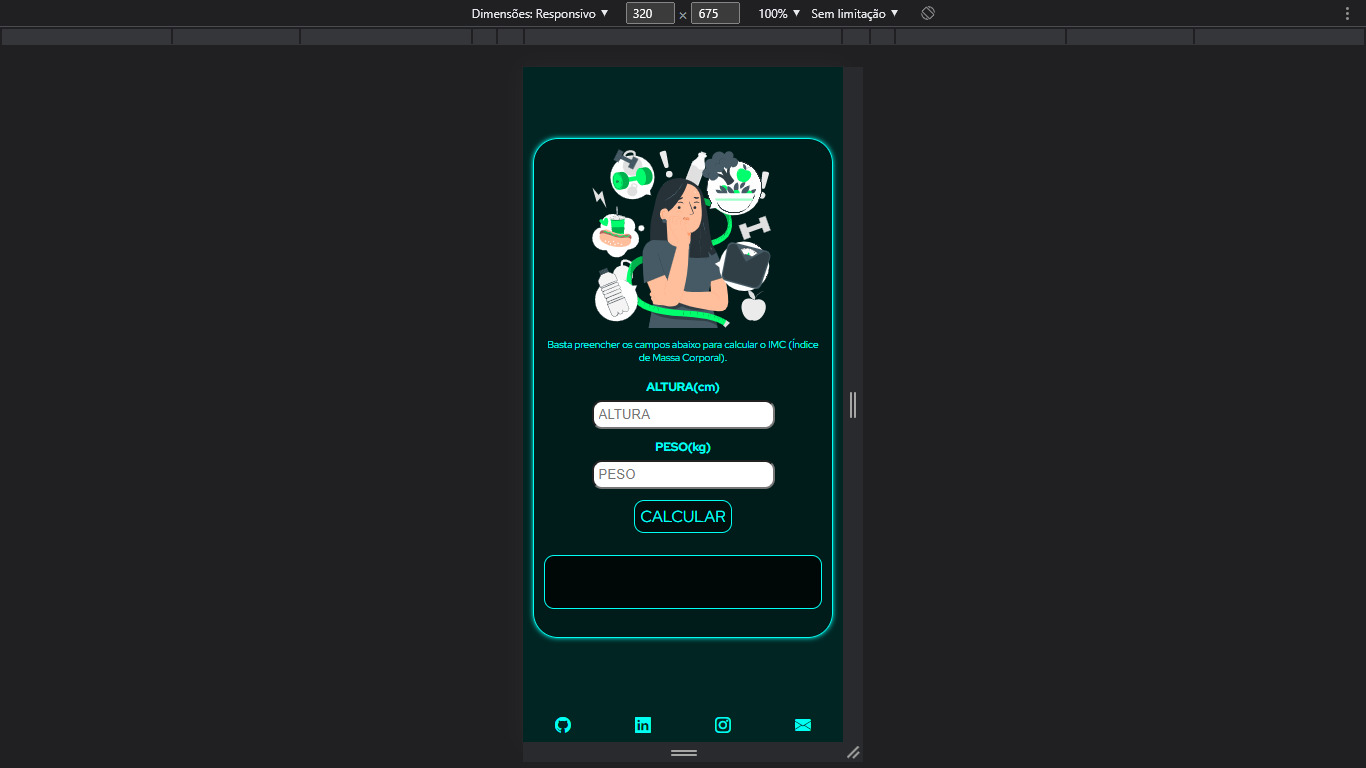 Dimensões: Responsivo 320 × 675 100% Sem limitação
Basta preencher os campos abaixo para calcular o IMC (Índice
de Massa Corporal).
ALTURA(cm)
ALTURA
PESO(kg)
PESO
CALCULAR